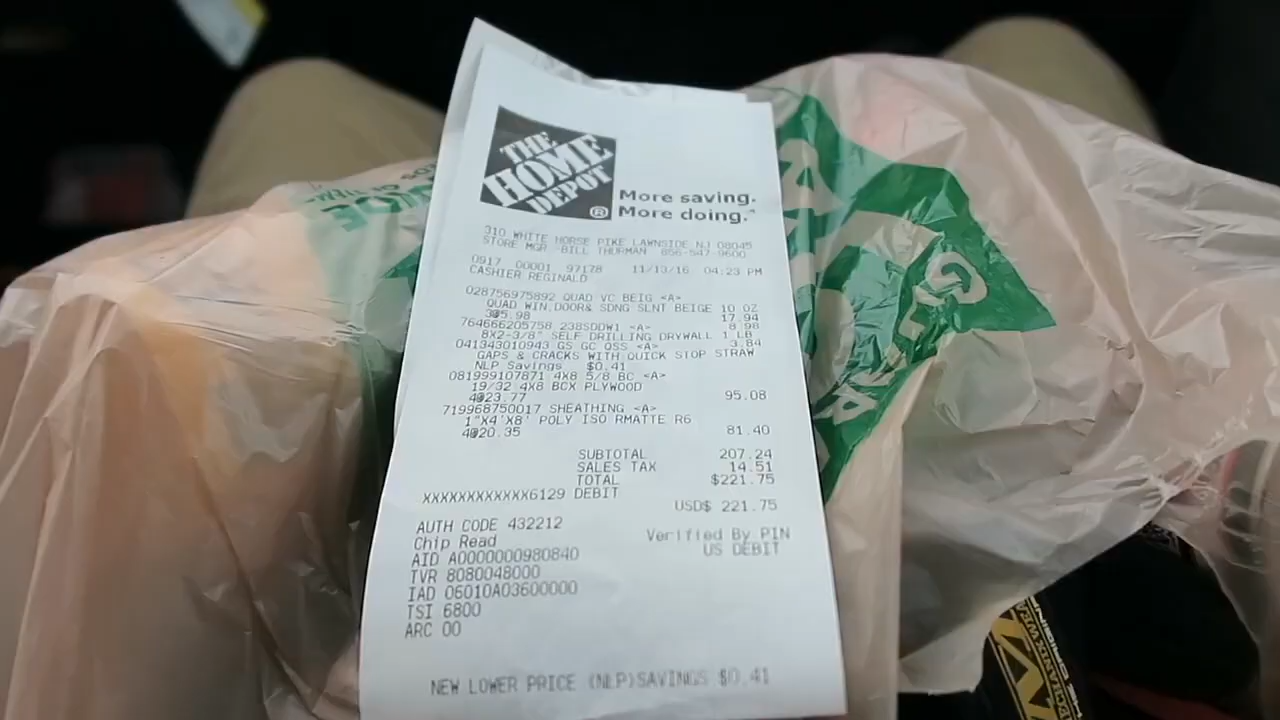 THE
HOME
DEPOT
®
More saving.
More doing.™
310 WHITE HORSE PIKE LAWNSIDE NJ 08045
STORE MGR BILL THURMAN 856-547-9600
0917 00001 97178 11/13/16 04:23 PM
CASHIER REGINALD
028756975892 QUAD VC BEIG <A>
QUAD WIN,DOOR& SDNG SLNT BEIGE 10 OZ
3@5.98 17.94
764666205758 238SDDW1 <A> 8.98
8X2-3/8" SELF DRILLING DRYWALL 1 LB
041343010943 GS GC QSS <A> 3.84
GAPS & CRACKS WITH QUICK STOP STRAW
NLP Savings $0.41
081999107871 4X8 5/8 BC <A>
19/32 4X8 BCX PLYWOOD
4@23.77 95.08
719968750017 SHEATHING <A>
1"X4'X8' POLY ISO RMATTE R6
4@20.35 81.40
SUBTOTAL 207.24
SALES TAX 14.51
TOTAL $221.75
XXXXXXXXXXXX6129 DEBIT
USD$ 221.75
AUTH CODE 432212
Chip Read Verified By PIN
AID A0000000980840 US DEBIT
TVR 8080048000
IAD 06010A03600000
TSI 6800
ARC 00
NEW LOWER PRICE (NLP)SAVINGS $0.41